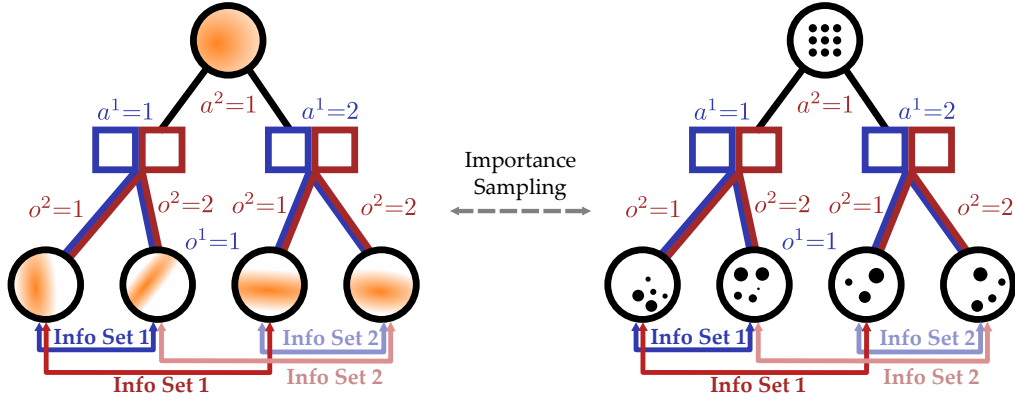 a¹=1
a²=1
a¹=2
o²=1
o²=2
o²=1
o²=2
o¹=1
Info Set 1
Info Set 2
Info Set 1
Info Set 2
Importance
Sampling
a¹=1
a²=1
a¹=2
o²=1
o²=2
o²=1
o²=2
o¹=1
Info Set 1
Info Set 2
Info Set 1
Info Set 2